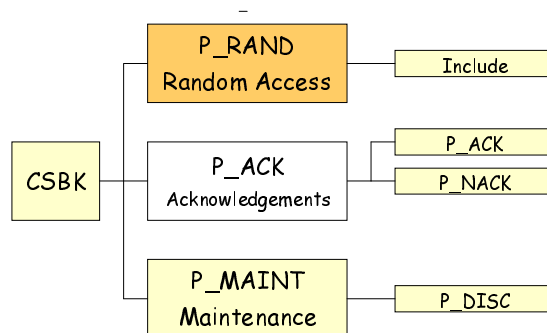 P_RAND
Random Access
Include
P_ACK
P_ACK
Acknowledgements
P_NACK
CSBK
P_MAINT
Maintenance
P_DISC